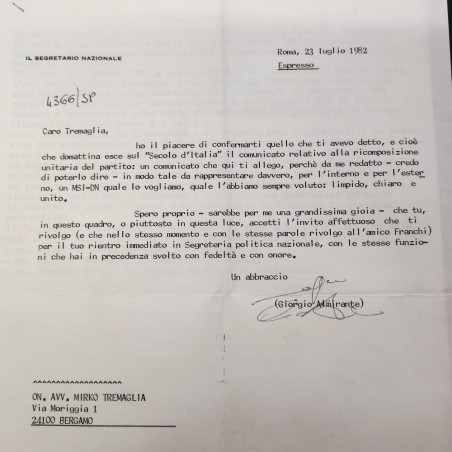 IL SEGRETARIO NAZIONALE
Roma, 23 luglio 1982
Espresso
4366/SP
Caro Tremaglia,
ho il piacere di confermarti quello che ti avevo detto, e cioè
che domattina esce sul "Secolo d'Italia" il comunicato relativo alla ricomposizione
unitaria del partito: un comunicato che qui ti allego, perchè da me redatto - credo
di poterlo dire - in modo tale da rappresentare davvero, per l'interno e per l'ester
no, un MSI-DN quale lo vogliamo, quale l'abbiamo sempre voluto: limpido, chiaro e
unito.
Spero proprio - sarebbe per me una grandissima gioia - che tu,
in questo quadro, o piuttosto in questa luce, accetti l'invito affettuoso che ti
rivolgo (e che nello stesso momento e con le stesse parole rivolgo all'amico Franchi)
per il tuo rientro immediato in Segreteria politica nazionale, con le stesse funzio-
ni che hai in precedenza svolto con fedeltà e con onore.
Un abbraccio
(Giorgio Almirante)
^^^^^^^^^^^^^^^^^^^
ON. AVV. MIRKO TREMAGLIA
Via Moriggia 1
24100 BERGAMO